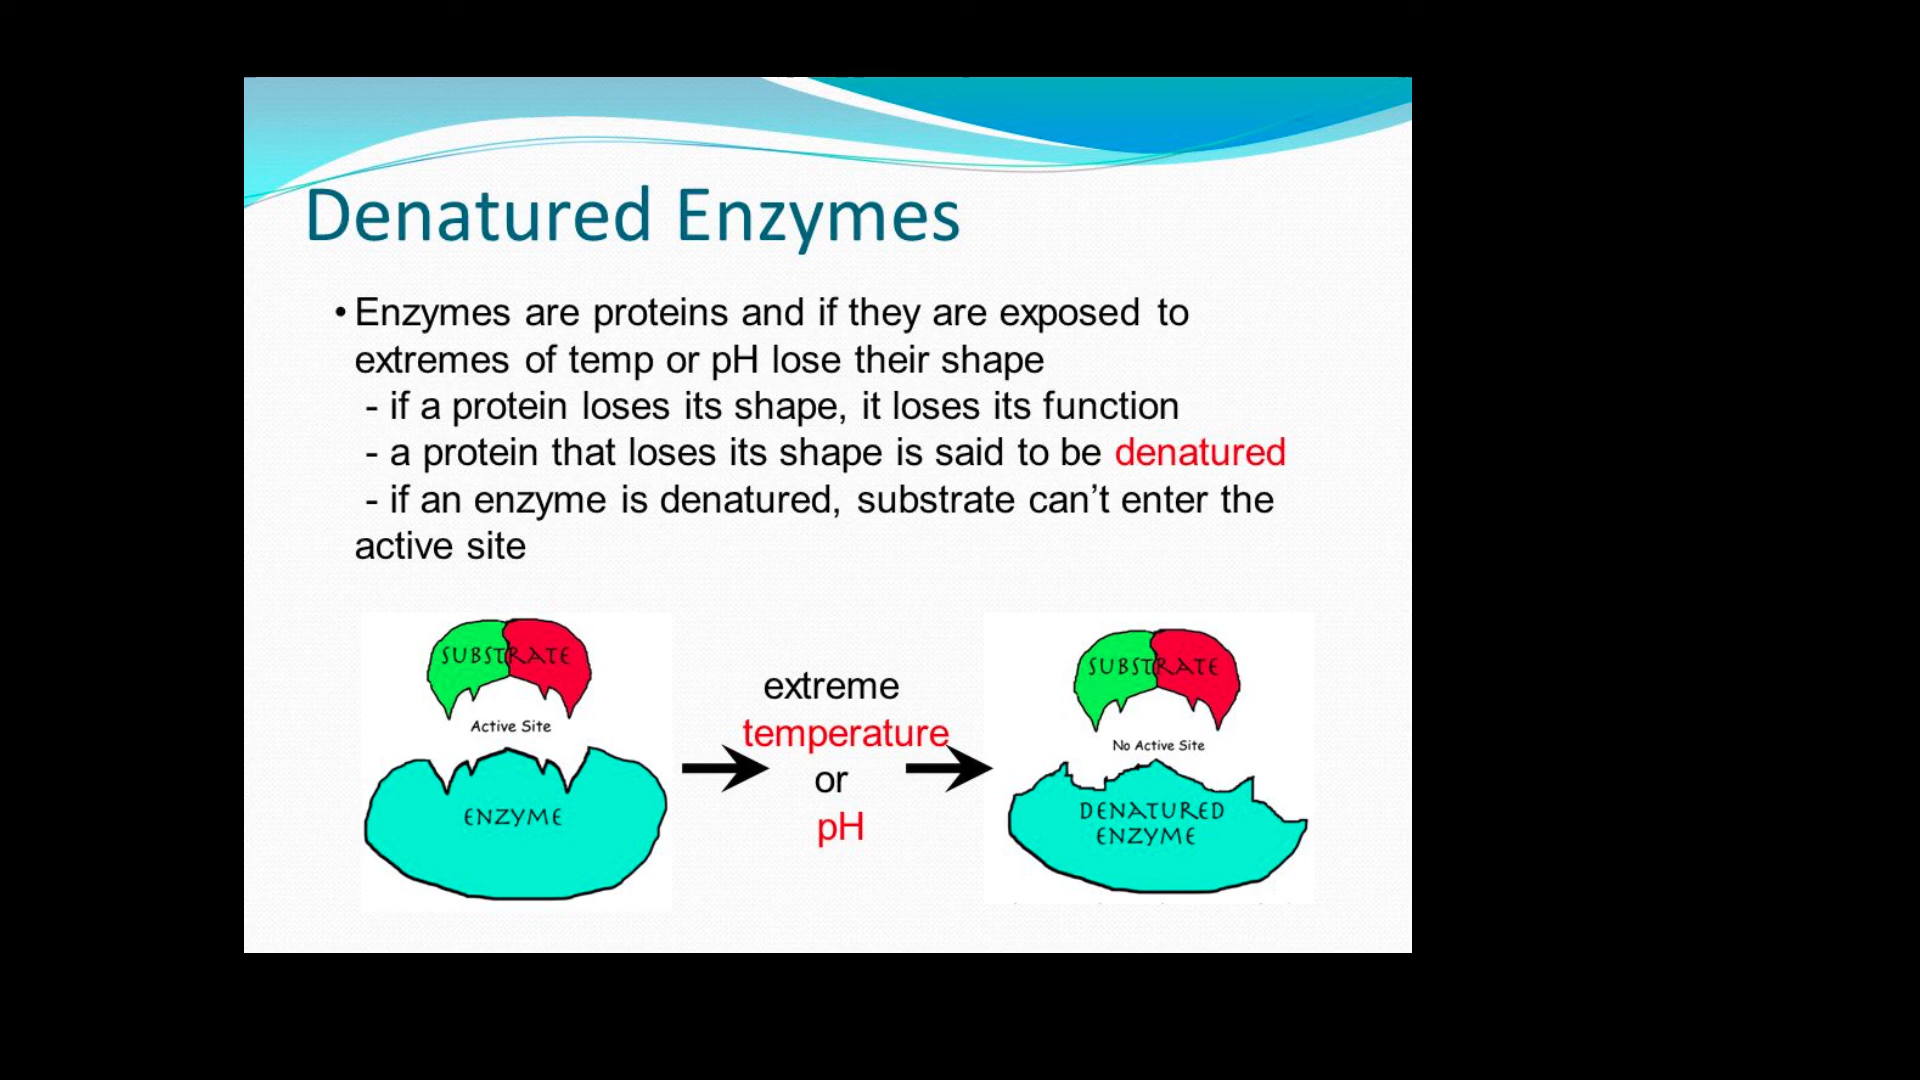 Denatured Enzymes
• Enzymes are proteins and if they are exposed to
extremes of temp or pH lose their shape
- if a protein loses its shape, it loses its function
- a protein that loses its shape is said to be denatured
- if an enzyme is denatured, substrate can’t enter the
active site
SUBSTRATE
Active Site
ENZYME
extreme
temperature
or
pH
SUBSTRATE
No Active Site
DENATURED
ENZYME